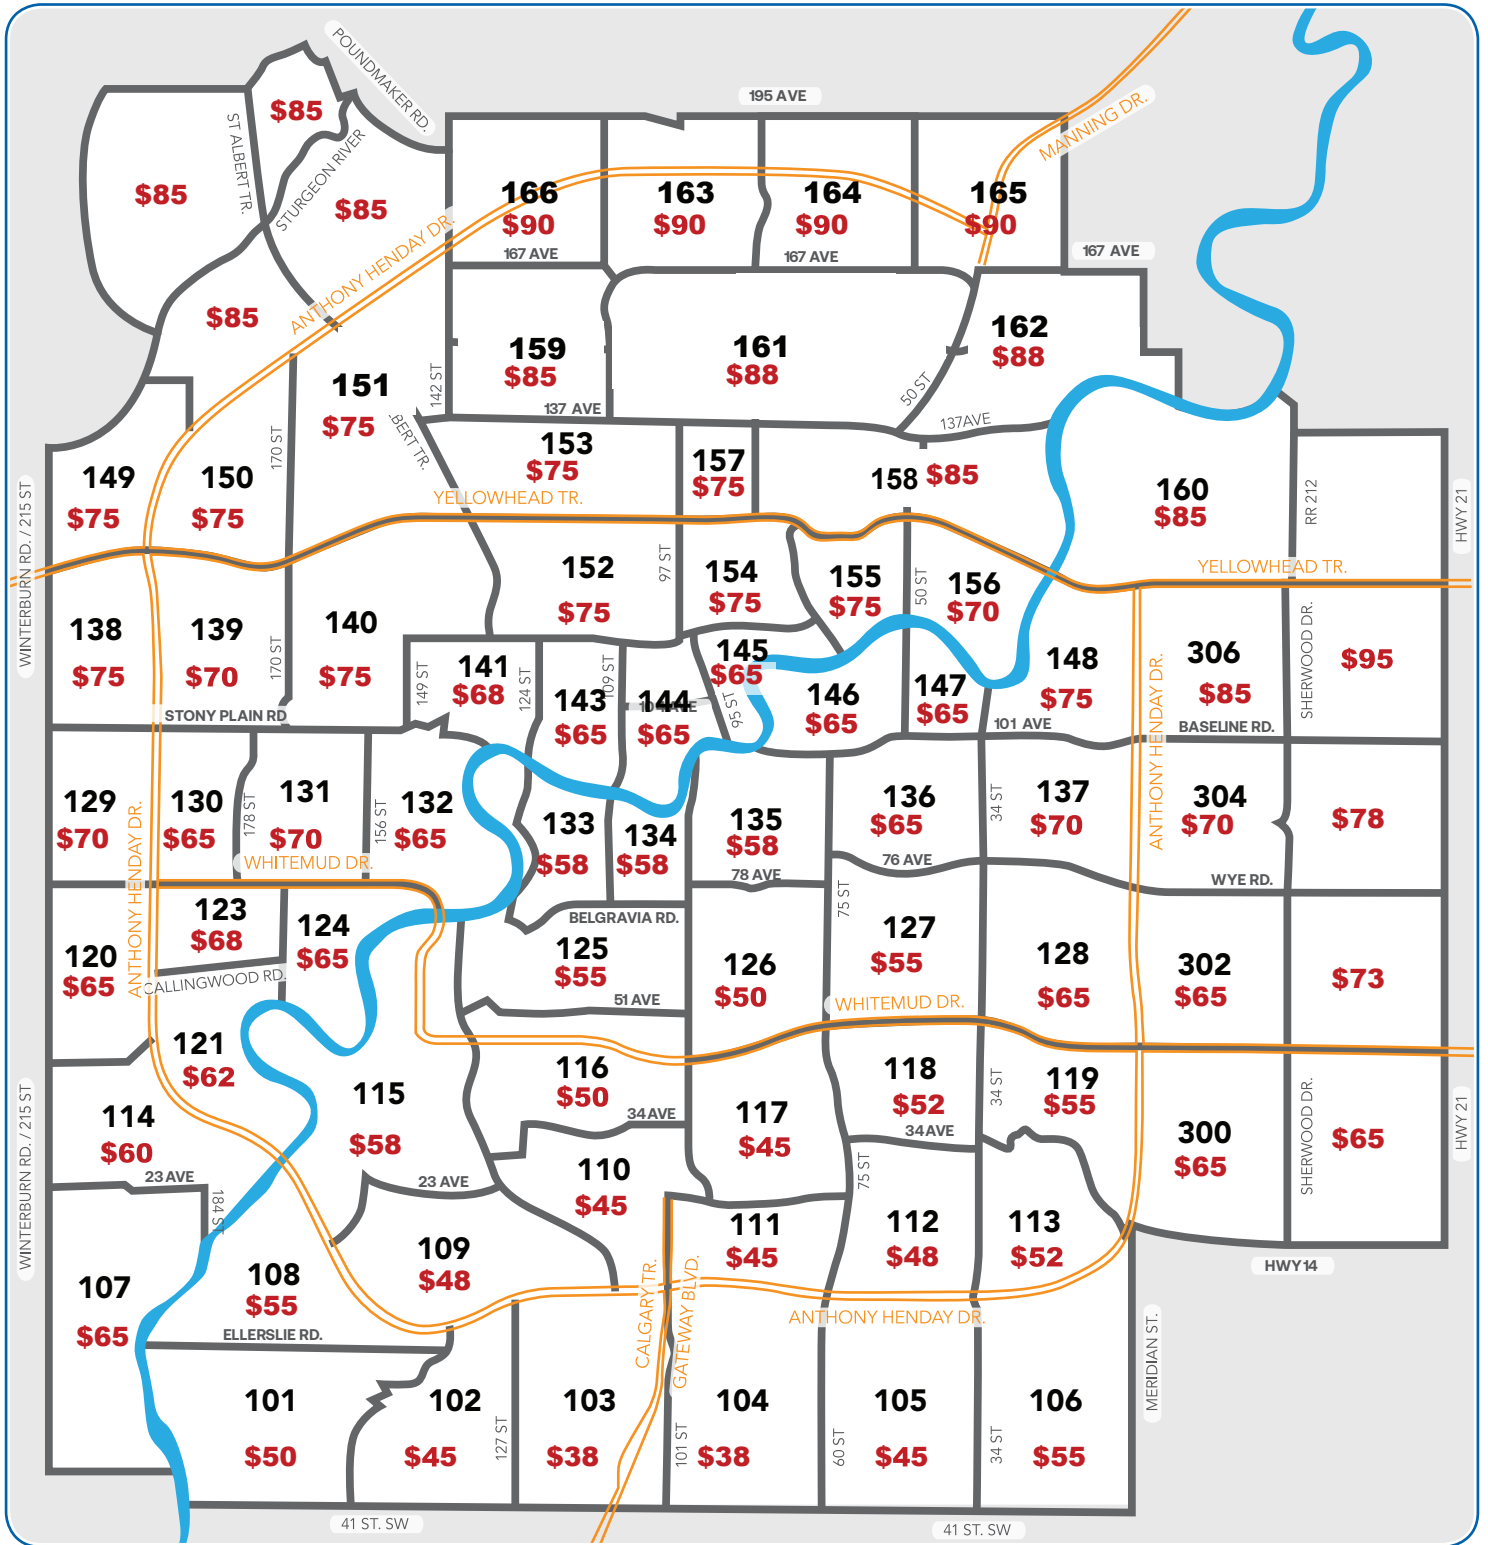 POUNDMAKER RD.
195 AVE
MANNING DR.
$85
ST ALBERT TR.
STURGEON RIVER
$85
$85
166
$90
163
$90
164
$90
165
$90
167 AVE
167 AVE
167 AVE
ANTHONY HENDAY DR.
$85
159
$85
161
$88
162
$88
151
$75
142 ST
50 ST
137 AVE
137AVE
BERT TR.
170 ST
153
$75
157
$75
158 $85
149
$75
150
$75
160
$85
RR 212
HWY 21
WINTERBURN RD. / 215 ST
YELLOWHEAD TR.
YELLOWHEAD TR.
152
$75
97 ST
154
$75
155
$75
50 ST
156
$70
138
$75
139
$70
170 ST
140
$75
149 ST
141
$68
124 ST
143
$65
109 ST
144
$65
145
$65
95 ST
146
$65
147
$65
148
$75
306
$85
SHERWOOD DR.
$95
STONY PLAIN RD
101 AVE
BASELINE RD.
ANTHONY HENDAY DR.
129
$70
130
$65
178 ST
131
$70
156 ST
132
$65
133
$58
134
$58
135
$58
136
$65
34 ST
137
$70
304
$70
$78
ANTHONY HENDAY DR.
WHITEMUD DR.
78 AVE
76 AVE
WYE RD.
75 ST
123
$68
124
$65
BELGRAVIA RD.
120
$65
CALLINGWOOD RD.
125
$55
126
$50
127
$55
128
$65
302
$65
$73
51 AVE
WHITEMUD DR.
121
$62
115
$58
116
$50
117
$45
118
$52
34 ST
119
$55
300
$65
SHERWOOD DR.
$65
HWY 21
WINTERBURN RD. / 215 ST
114
$60
34 AVE
34 AVE
23 AVE
23 AVE
184 ST
110
$45
75 ST
107
$65
108
$55
109
$48
111
$45
112
$48
113
$52
HWY14
ELLERSLIE RD.
CALGARY TR.
GATEWAY BLVD.
ANTHONY HENDAY DR.
MERIDIAN ST.
101
$50
102
$45
127 ST
103
$38
101 ST
104
$38
60 ST
105
$45
34 ST
106
$55
41 ST. SW
41 ST. SW